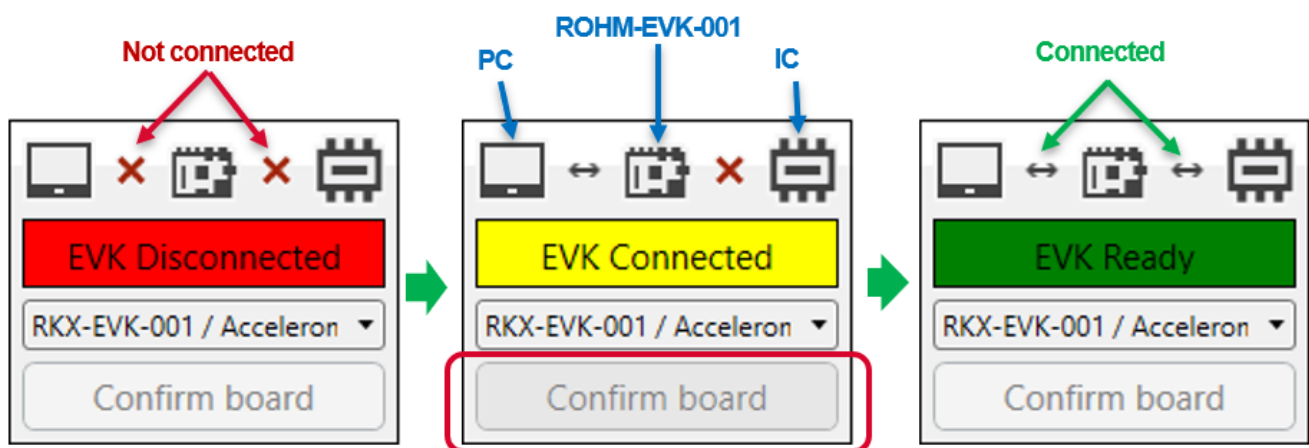 ROHM-EVK-001
Not connected
PC
IC
Connected
EVK Disconnected
RKX-EVK-001 / Acceleron
Confirm board
EVK Connected
RKX-EVK-001 / Acceleron
Confirm board
EVK Ready
RKX-EVK-001 / Acceleron
Confirm board